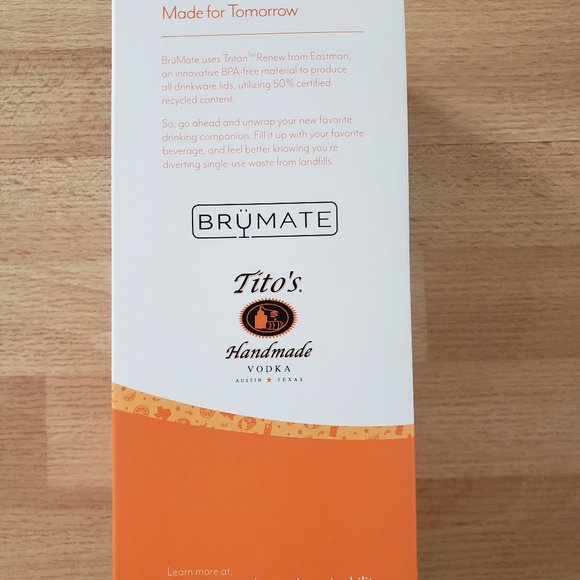 Made for Tomorrow
BrüMate uses Tritan™ Renew from Eastman,
an innovative BPA-free material to produce
all drinkware lids, utilizing 50% certified
recycled content.
So, go ahead and unwrap your new favorite
drinking companion. Fill it up with your favorite
beverage, and feel better knowing you're
diverting single-use waste from landfills.
BRÜMATE
Tito's
Handmade
VODKA
AUSTIN ★ TEXAS
Learn more at,